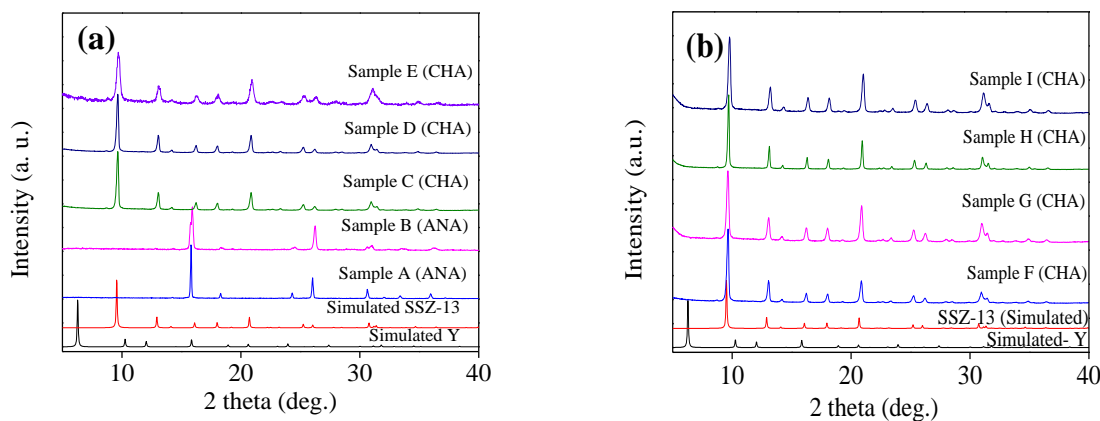 (a)
Sample E (CHA)
Sample D (CHA)
Sample C (CHA)
Sample B (ANA)
Sample A (ANA)
Simulated SSZ-13
Simulated Y
Intensity (a. u.)
10 20 30 40
2 theta (deg.)
(b)
Sample I (CHA)
Sample H (CHA)
Sample G (CHA)
Sample F (CHA)
SSZ-13 (Simulated)
Simulated- Y
Intensity (a.u.)
10 20 30 40
2 theta (deg.)